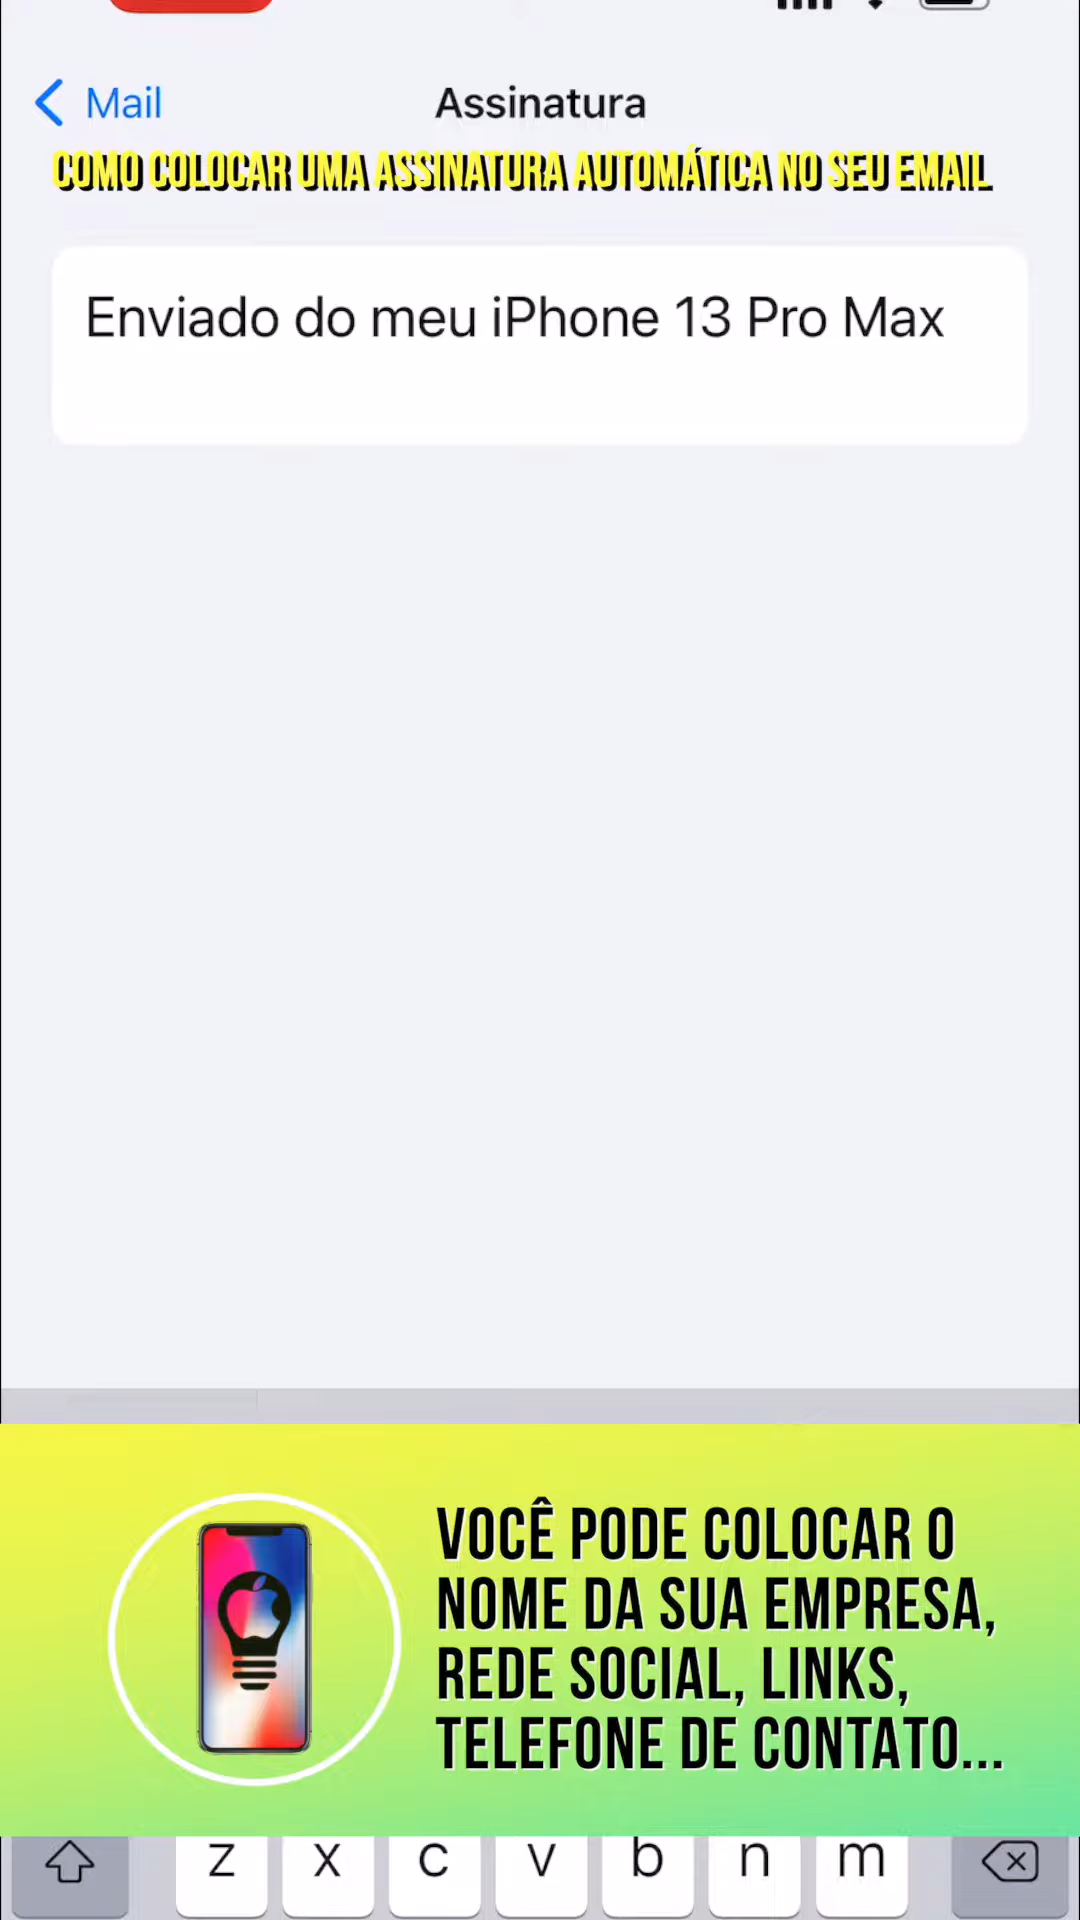 Mail
Assinatura
COMO COLOCAR UMA ASSINATURA AUTOMÁTICA NO SEU EMAIL
Enviado do meu iPhone 13 Pro Max
VOCÊ PODE COLOCAR O
NOME DA SUA EMPRESA,
REDE SOCIAL, LINKS,
TELEFONE DE CONTATO...
z x c v b n m